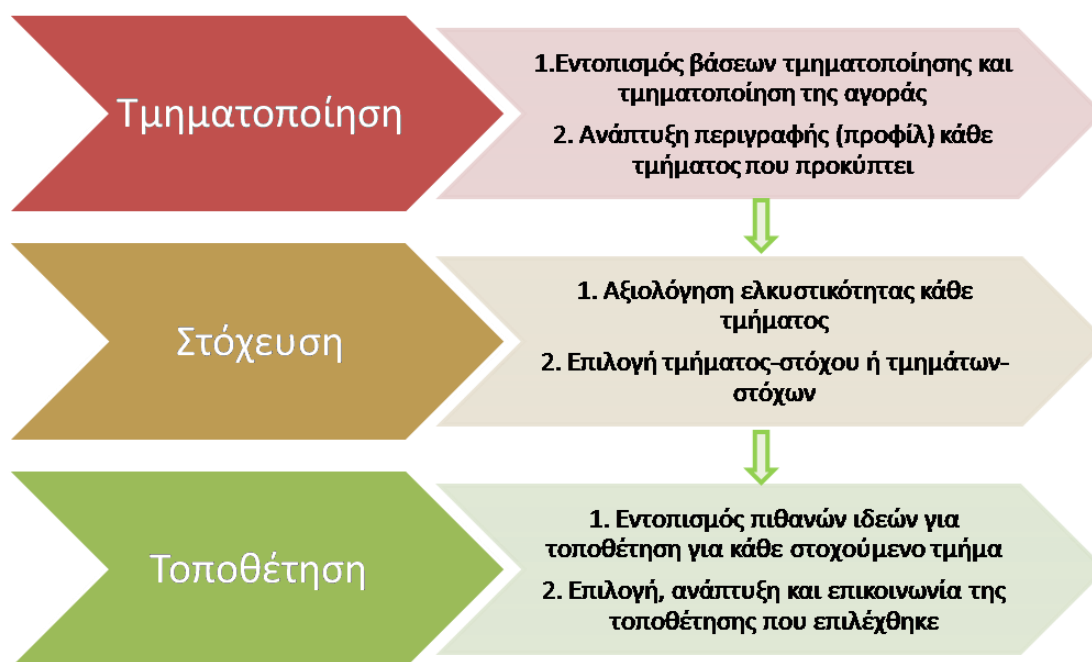 Τμηματοποίηση
1.Εντοπισμός βάσεων τμηματοποίησης και
τμηματοποίηση της αγοράς
2. Ανάπτυξη περιγραφής (προφίλ) κάθε
τμήματος που προκύπτει
Στόχευση
1. Αξιολόγηση ελκυστικότητας κάθε
τμήματος
2. Επιλογή τμήματος-στόχου ή τμημάτων-
στόχων
Τοποθέτηση
1. Εντοπισμός πιθανών ιδεών για
τοποθέτηση για κάθε στοχούμενο τμήμα
2. Επιλογή, ανάπτυξη και επικοινωνία της
τοποθέτησης που επιλέχθηκε